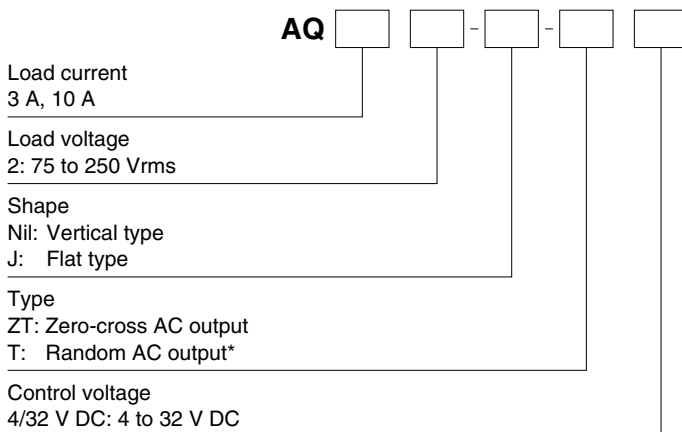 AQ - -
Load current
3 A, 10 A
Load voltage
2: 75 to 250 Vrms
Shape
Nil: Vertical type
J: Flat type
Type
ZT: Zero-cross AC output
T: Random AC output*
Control voltage
4/32 V DC: 4 to 32 V DC